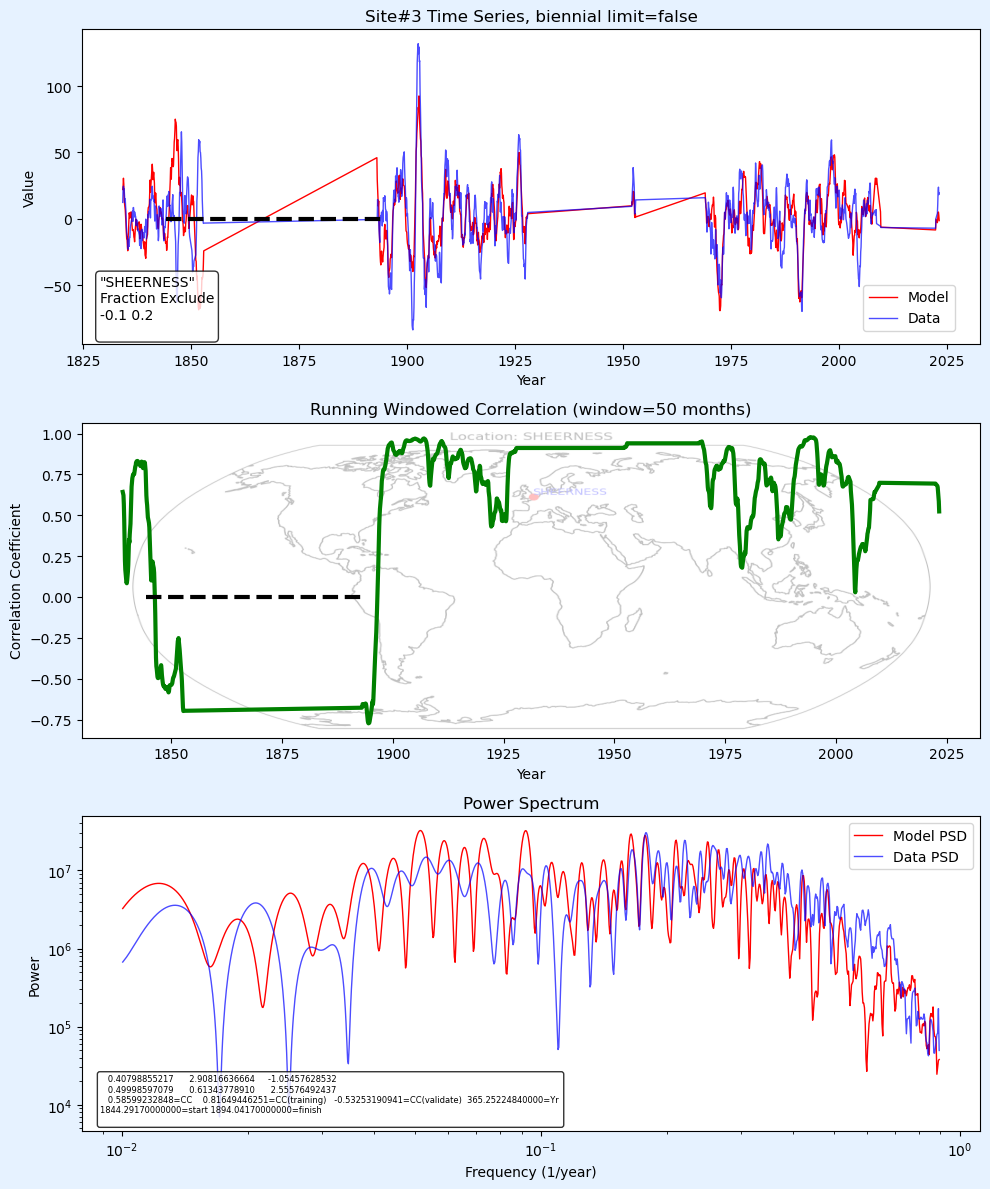 Site#3 Time Series, biennial limit=false
Value
100
50
0
−50
"SHEERNESS"
Fraction Exclude
-0.1 0.2
Model
Data
1825 1850 1875 1900 1925 1950 1975 2000 2025
Year
Running Windowed Correlation (window=50 months)
Location: SHEERNESS
SHEERNESS
Correlation Coefficient
1.00
0.75
0.50
0.25
0.00
−0.25
−0.50
−0.75
1850 1875 1900 1925 1950 1975 2000 2025
Year
Power Spectrum
Model PSD
Data PSD
Power
10^7
10^6
10^5
10^4
0.40798855217 2.90816636664 -1.05457628532
0.49998597079 0.61343778910 2.55576492437
0.58599232848=CC 0.81649446251=CC(training) -0.53253190941=CC(validate) 365.25224840000=Yr
1844.29170000000=start 1894.04170000000=finish
10^−2 10^−1 10^0
Frequency (1/year)